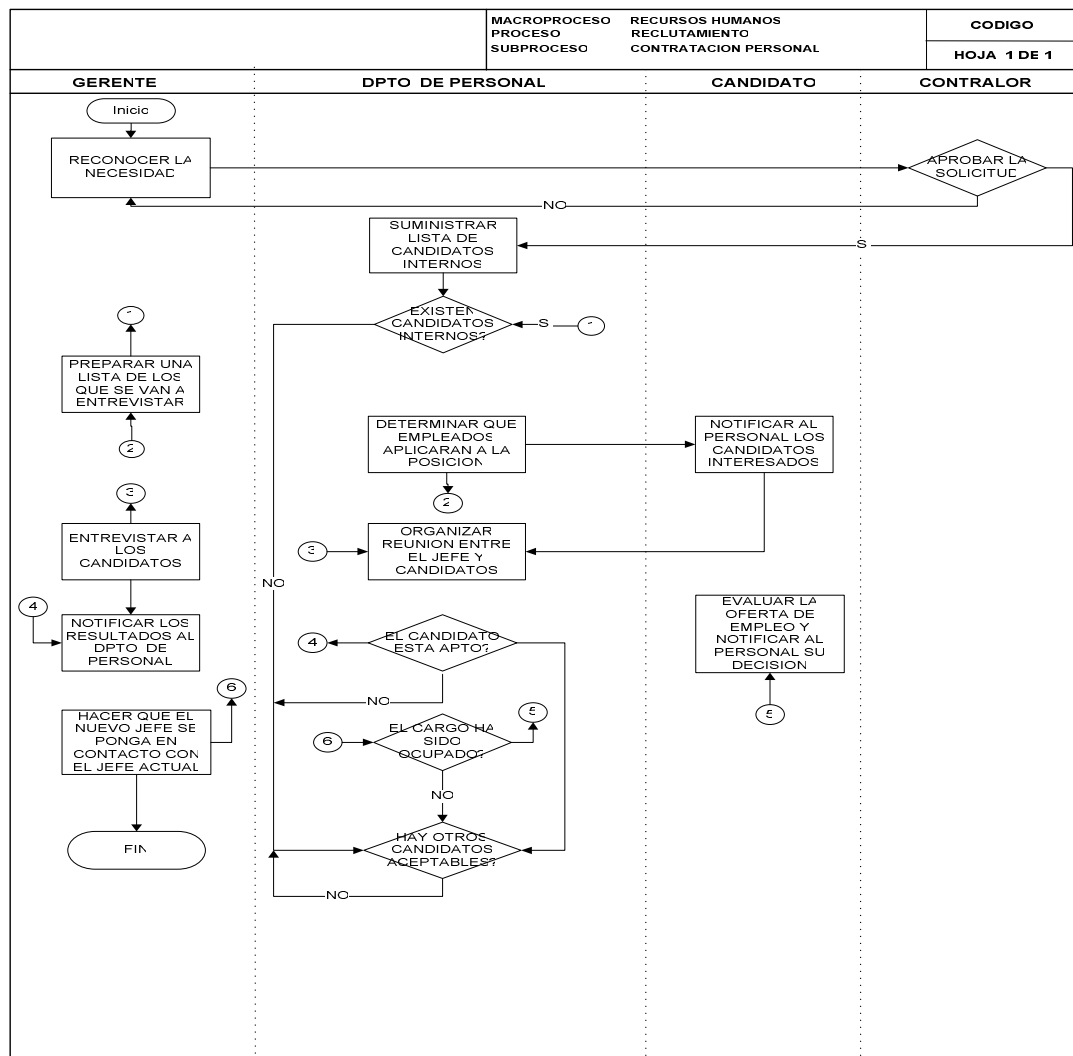 MACROPROCESO RECURSOS HUMANOS
PROCESO RECLUTAMIENTO
SUBPROCESO CONTRATACION PERSONAL
CODIGO
HOJA 1 DE 1
GERENTE
DPTO DE PERSONAL
CANDIDATO
CONTRALOR
Inicio
RECONOCER LA
NECESIDAD
APROBAR LA
SOLICITUD
NO
SUMINISTRAR
LISTA DE
CANDIDATOS
INTERNOS
S
EXISTEN
CANDIDATOS
INTERNOS?
S
1
1
PREPARAR UNA
LISTA DE LOS
QUE SE VAN A
ENTREVISTAR
2
DETERMINAR QUE
EMPLEADOS
APLICARAN A LA
POSICION
NOTIFICAR AL
PERSONAL LOS
CANDIDATOS
INTERESADOS
2
3
ENTREVISTAR A
LOS
CANDIDATOS
3
ORGANIZAR
REUNION ENTRE
EL JEFE Y
CANDIDATOS
NO
4
NOTIFICAR LOS
RESULTADOS AL
DPTO DE
PERSONAL
4
EL CANDIDATO
ESTA APTO?
EVALUAR LA
OFERTA DE
EMPLEO Y
NOTIFICAR AL
PERSONAL SU
DECISION
NO
5
6
HACER QUE EL
NUEVO JEFE SE
PONGA EN
CONTACTO CON
EL JEFE ACTUAL
6
EL CARGO HA
SIDO
OCUPADO?
5
NO
FIN
HAY OTROS
CANDIDATOS
ACEPTABLES?
NO